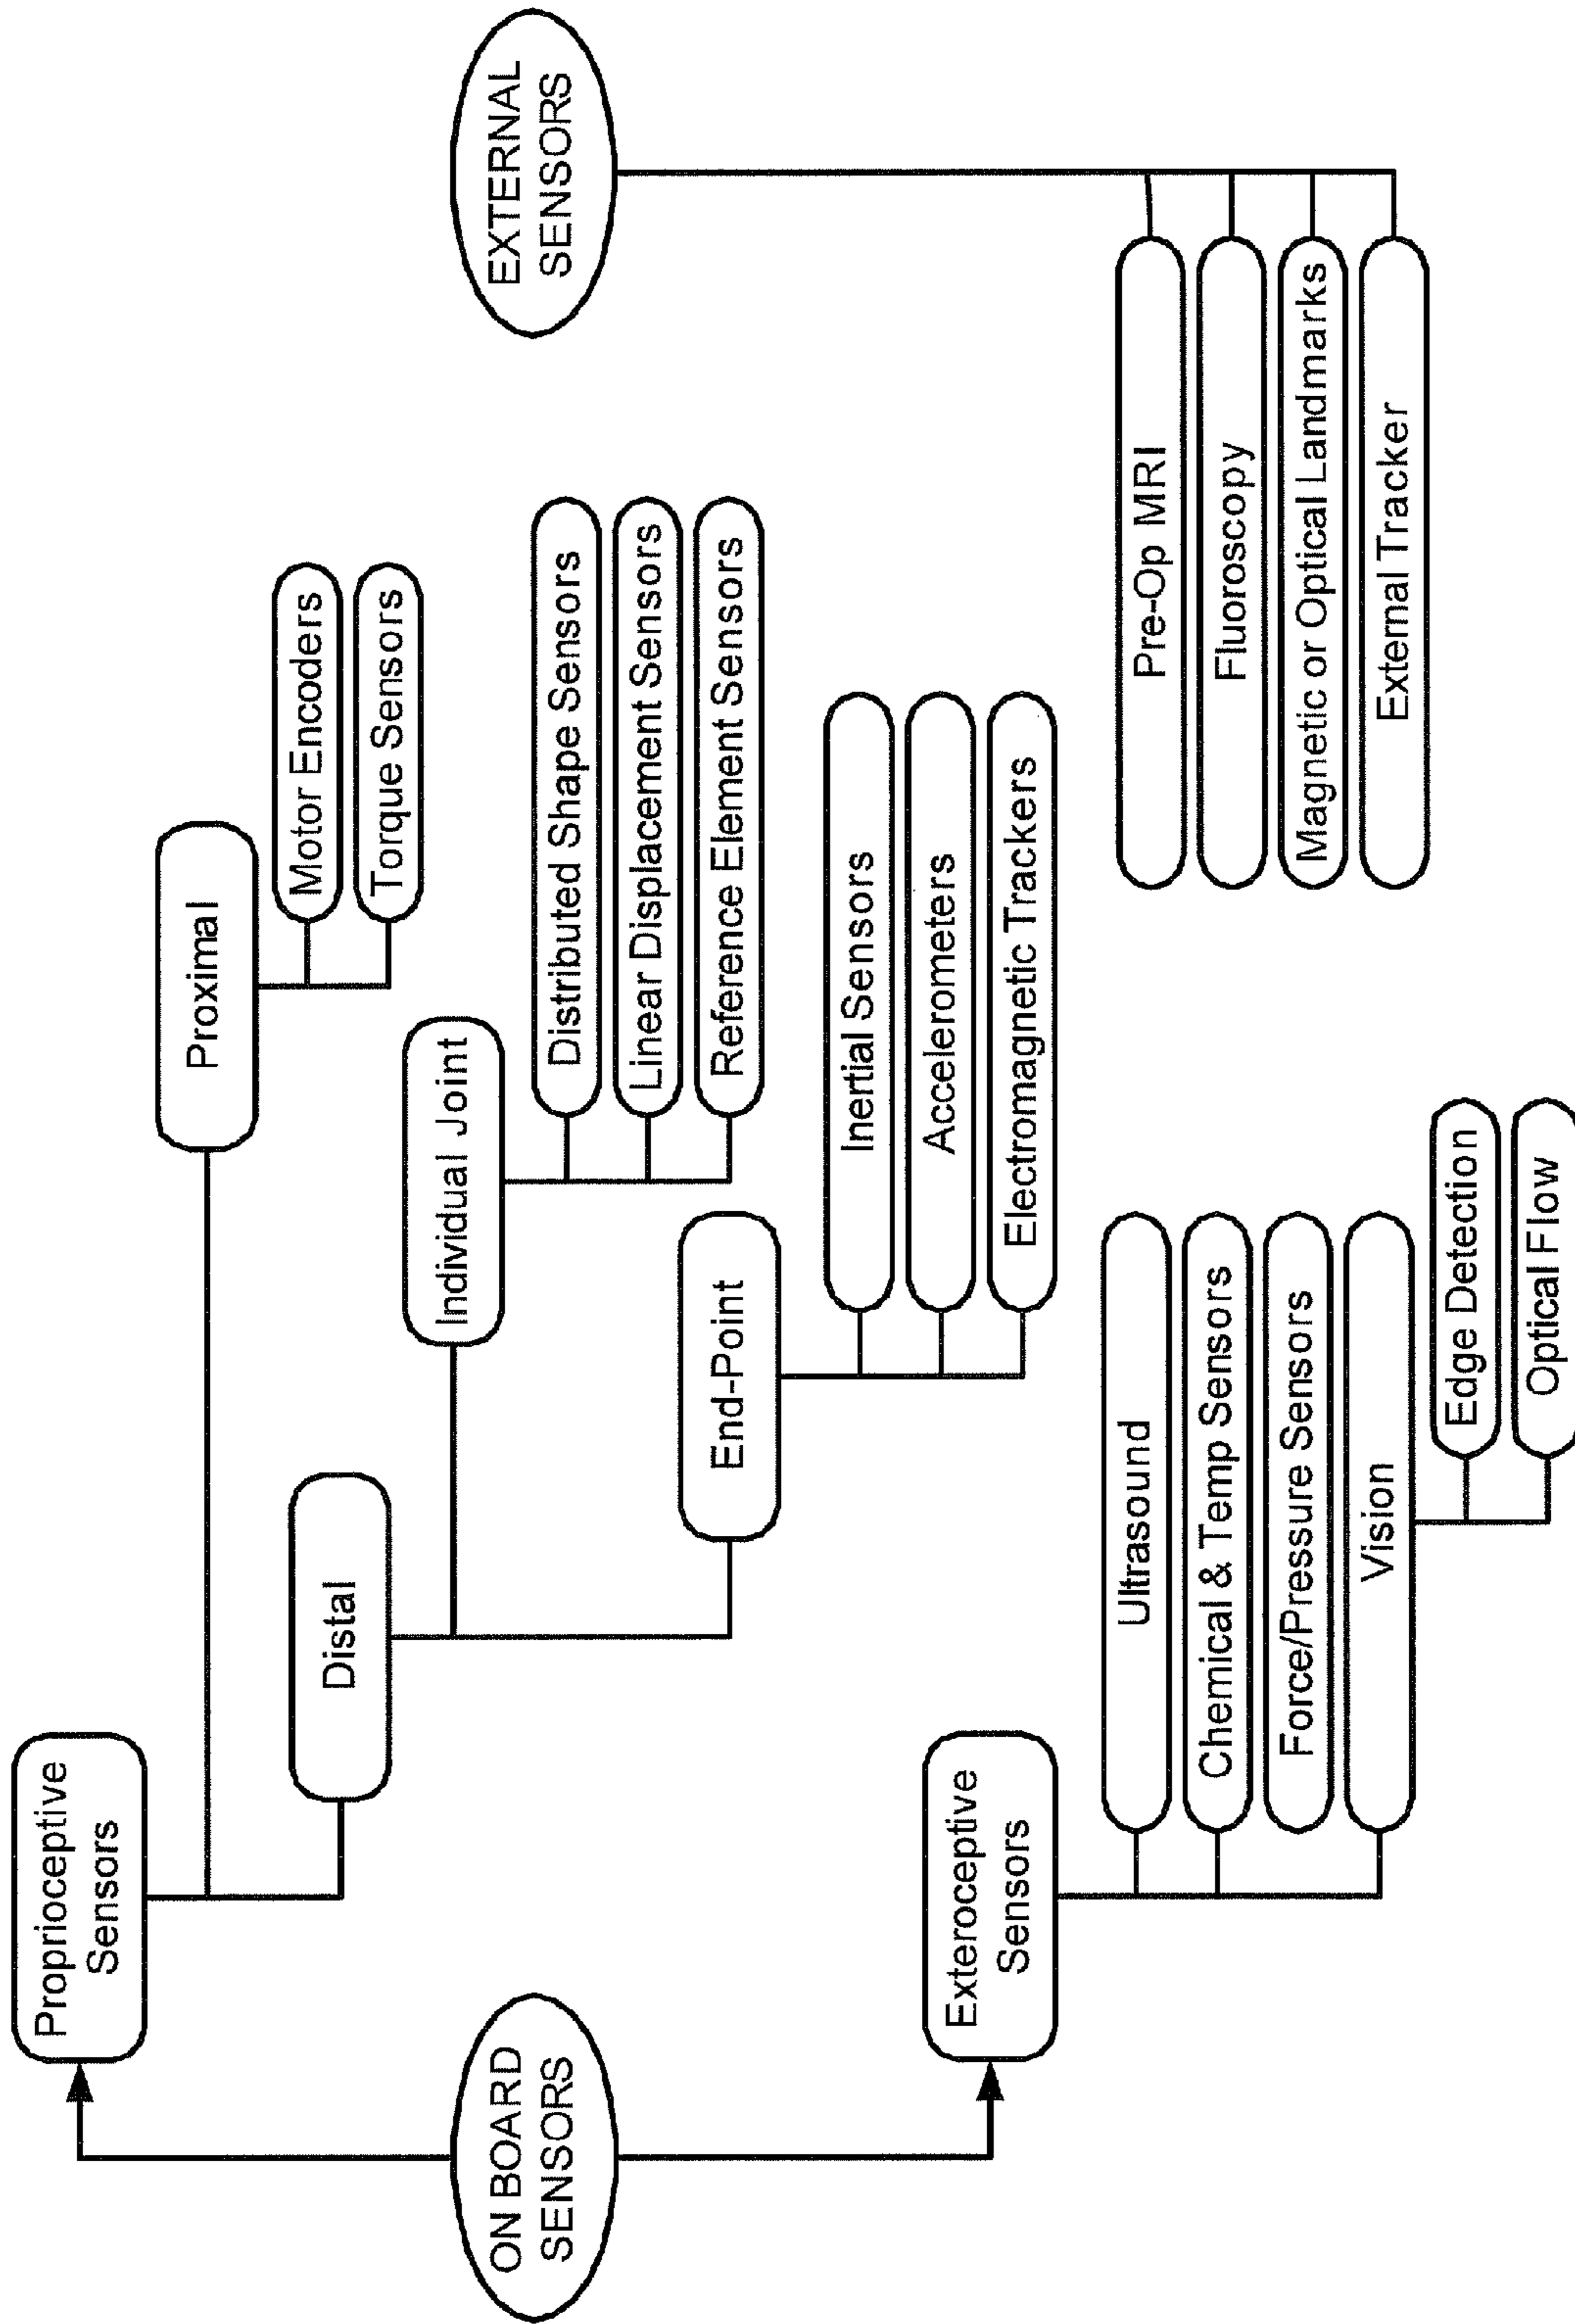 Proprioceptive
Sensors
Proximal
Motor Encoders
Torque Sensors
Distal
Individual Joint
Distributed Shape Sensors
Linear Displacement Sensors
Reference Element Sensors
End-Point
Inertial Sensors
Accelerometers
Electromagnetic Trackers
ON BOARD
SENSORS
EXTERNAL
SENSORS
Exteroceptive
Sensors
Ultrasound
Chemical & Temp Sensors
Force/Pressure Sensors
Vision
Edge Detection
Optical Flow
Pre-Op MRI
Fluoroscopy
Magnetic or Optical Landmarks
External Tracker